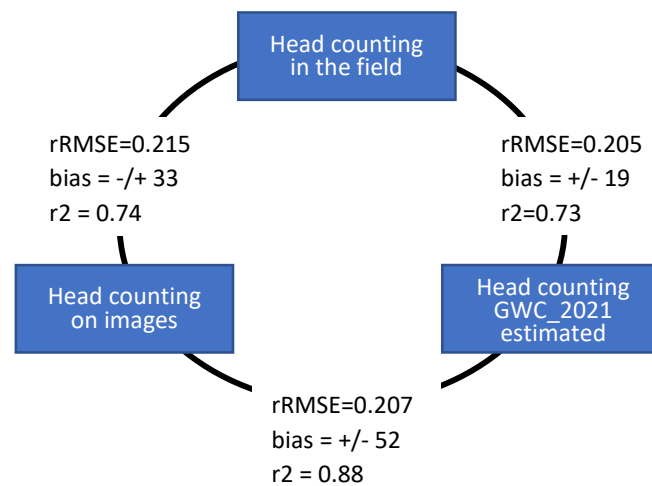 Head counting
in the field
rRMSE=0.215
bias = -/+ 33
r2 = 0.74
rRMSE=0.205
bias = +/- 19
r2=0.73
Head counting
on images
Head counting
GWC_2021
estimated
rRMSE=0.207
bias = +/- 52
r2 = 0.88